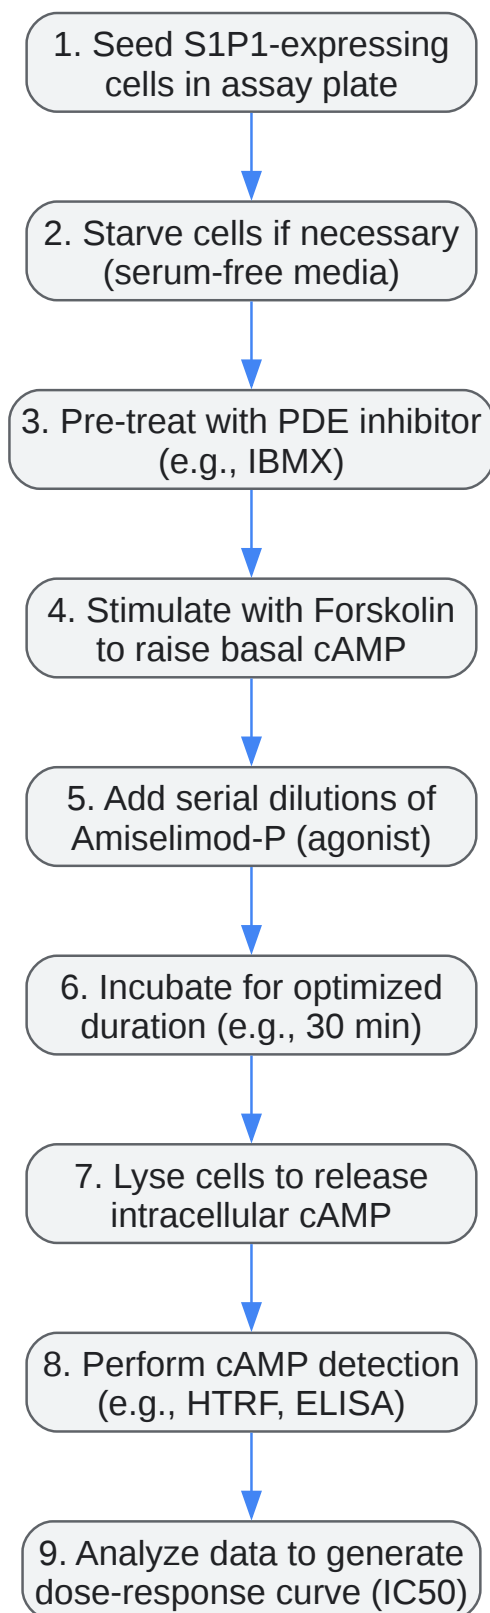 1. Seed S1P1-expressing
cells in assay plate
2. Starve cells if necessary
(serum-free media)
3. Pre-treat with PDE inhibitor
(e.g., IBMX)
4. Stimulate with Forskolin
to raise basal cAMP
5. Add serial dilutions of
Amiselimod-P (agonist)
6. Incubate for optimized
duration (e.g., 30 min)
7. Lyse cells to release
intracellular cAMP
8. Perform cAMP detection
(e.g., HTRF, ELISA)
9. Analyze data to generate
dose-response curve (IC50)